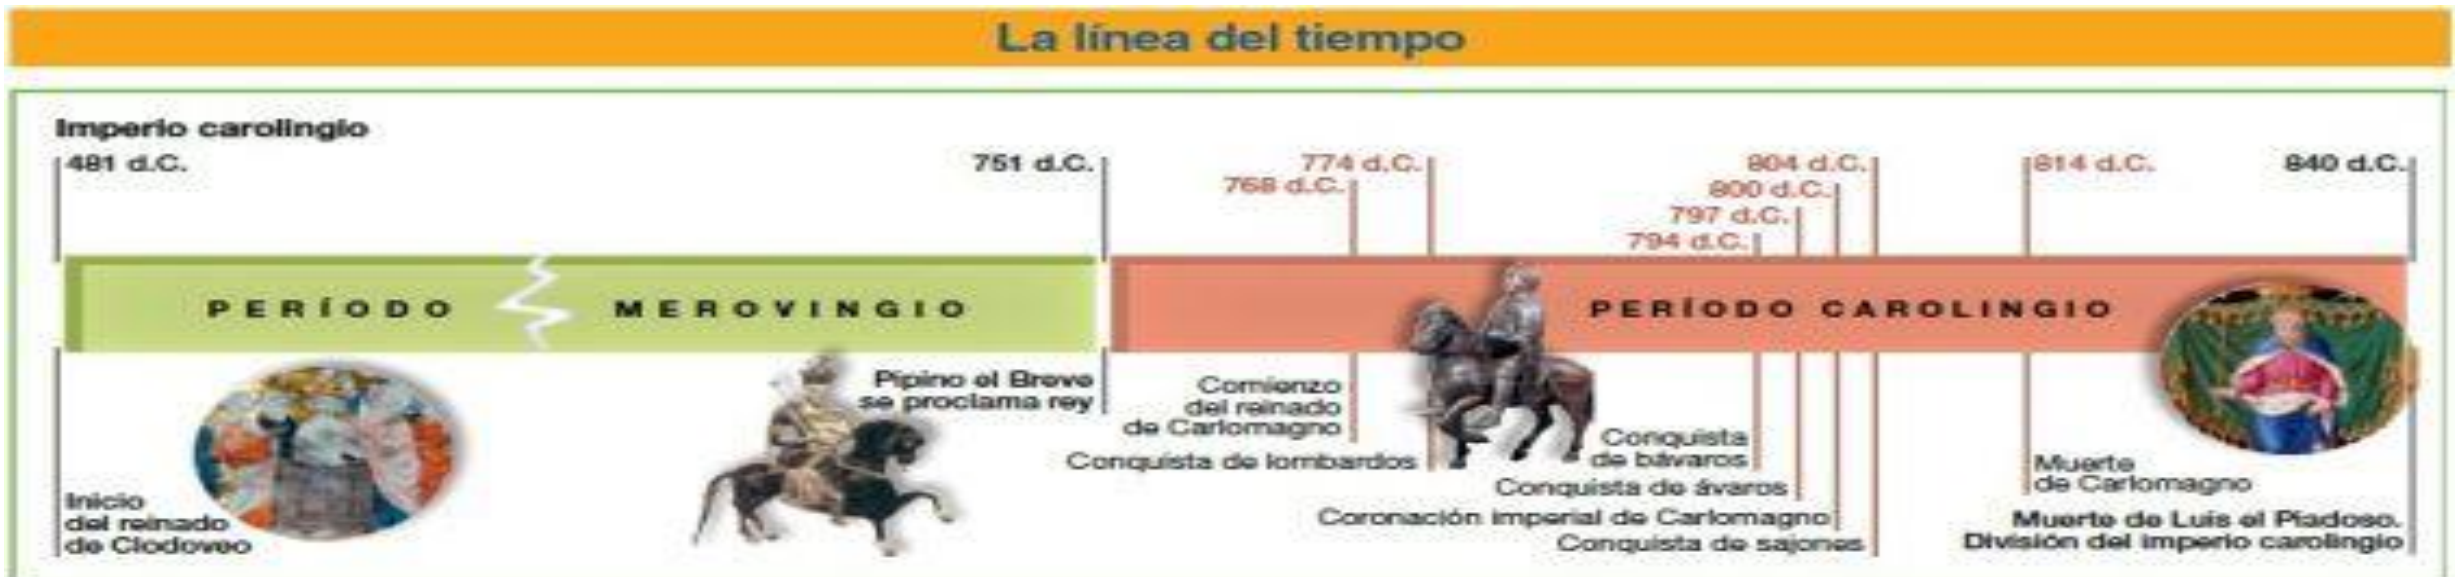 La línea del tiempo
Imperio carolingio
481 d.C.
751 d.C.
774 d.C.
804 d.C.
814 d.C.
840 d.C.
768 d.C.
800 d.C.
797 d.C.
794 d.C.
PERÍODO MEROVINGIO
PERÍODO CAROLINGIO
Inicio
del reinado
de Clodoveo
Pipino el Breve
se proclama rey
Comienzo
del reinado
de Carlomagno
Conquista de lombardos
Conquista
de bávaros
Conquista de ávaros
Coronación imperial de Carlomagno
Conquista de sajones
Muerte
de Carlomagno
Muerte de Luis el Piadoso.
División del imperio carolingio